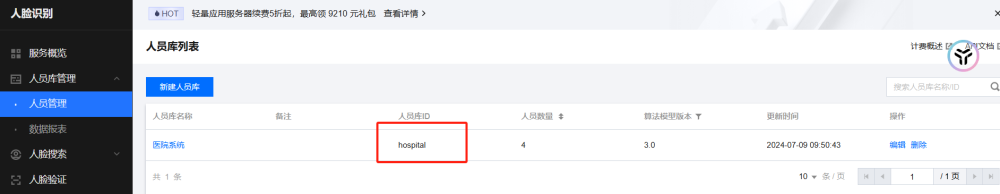 人脸识别
HOT 轻量应用服务器续费5折起，最高领 9210 元礼包 查看详情 >
服务概览
人员库管理
人员管理
数据报表
人脸搜索
人脸验证
人员库列表
计费概述 API文档
新建人员库
搜索人员库名称/ID
人员库名称 备注 人员库ID 人员数量 算法模型版本 更新时间 操作
医院系统 hospital 4 3.0 2024-07-09 09:50:43 编辑 删除
共 1 条
10 条 / 页 1 / 1 页